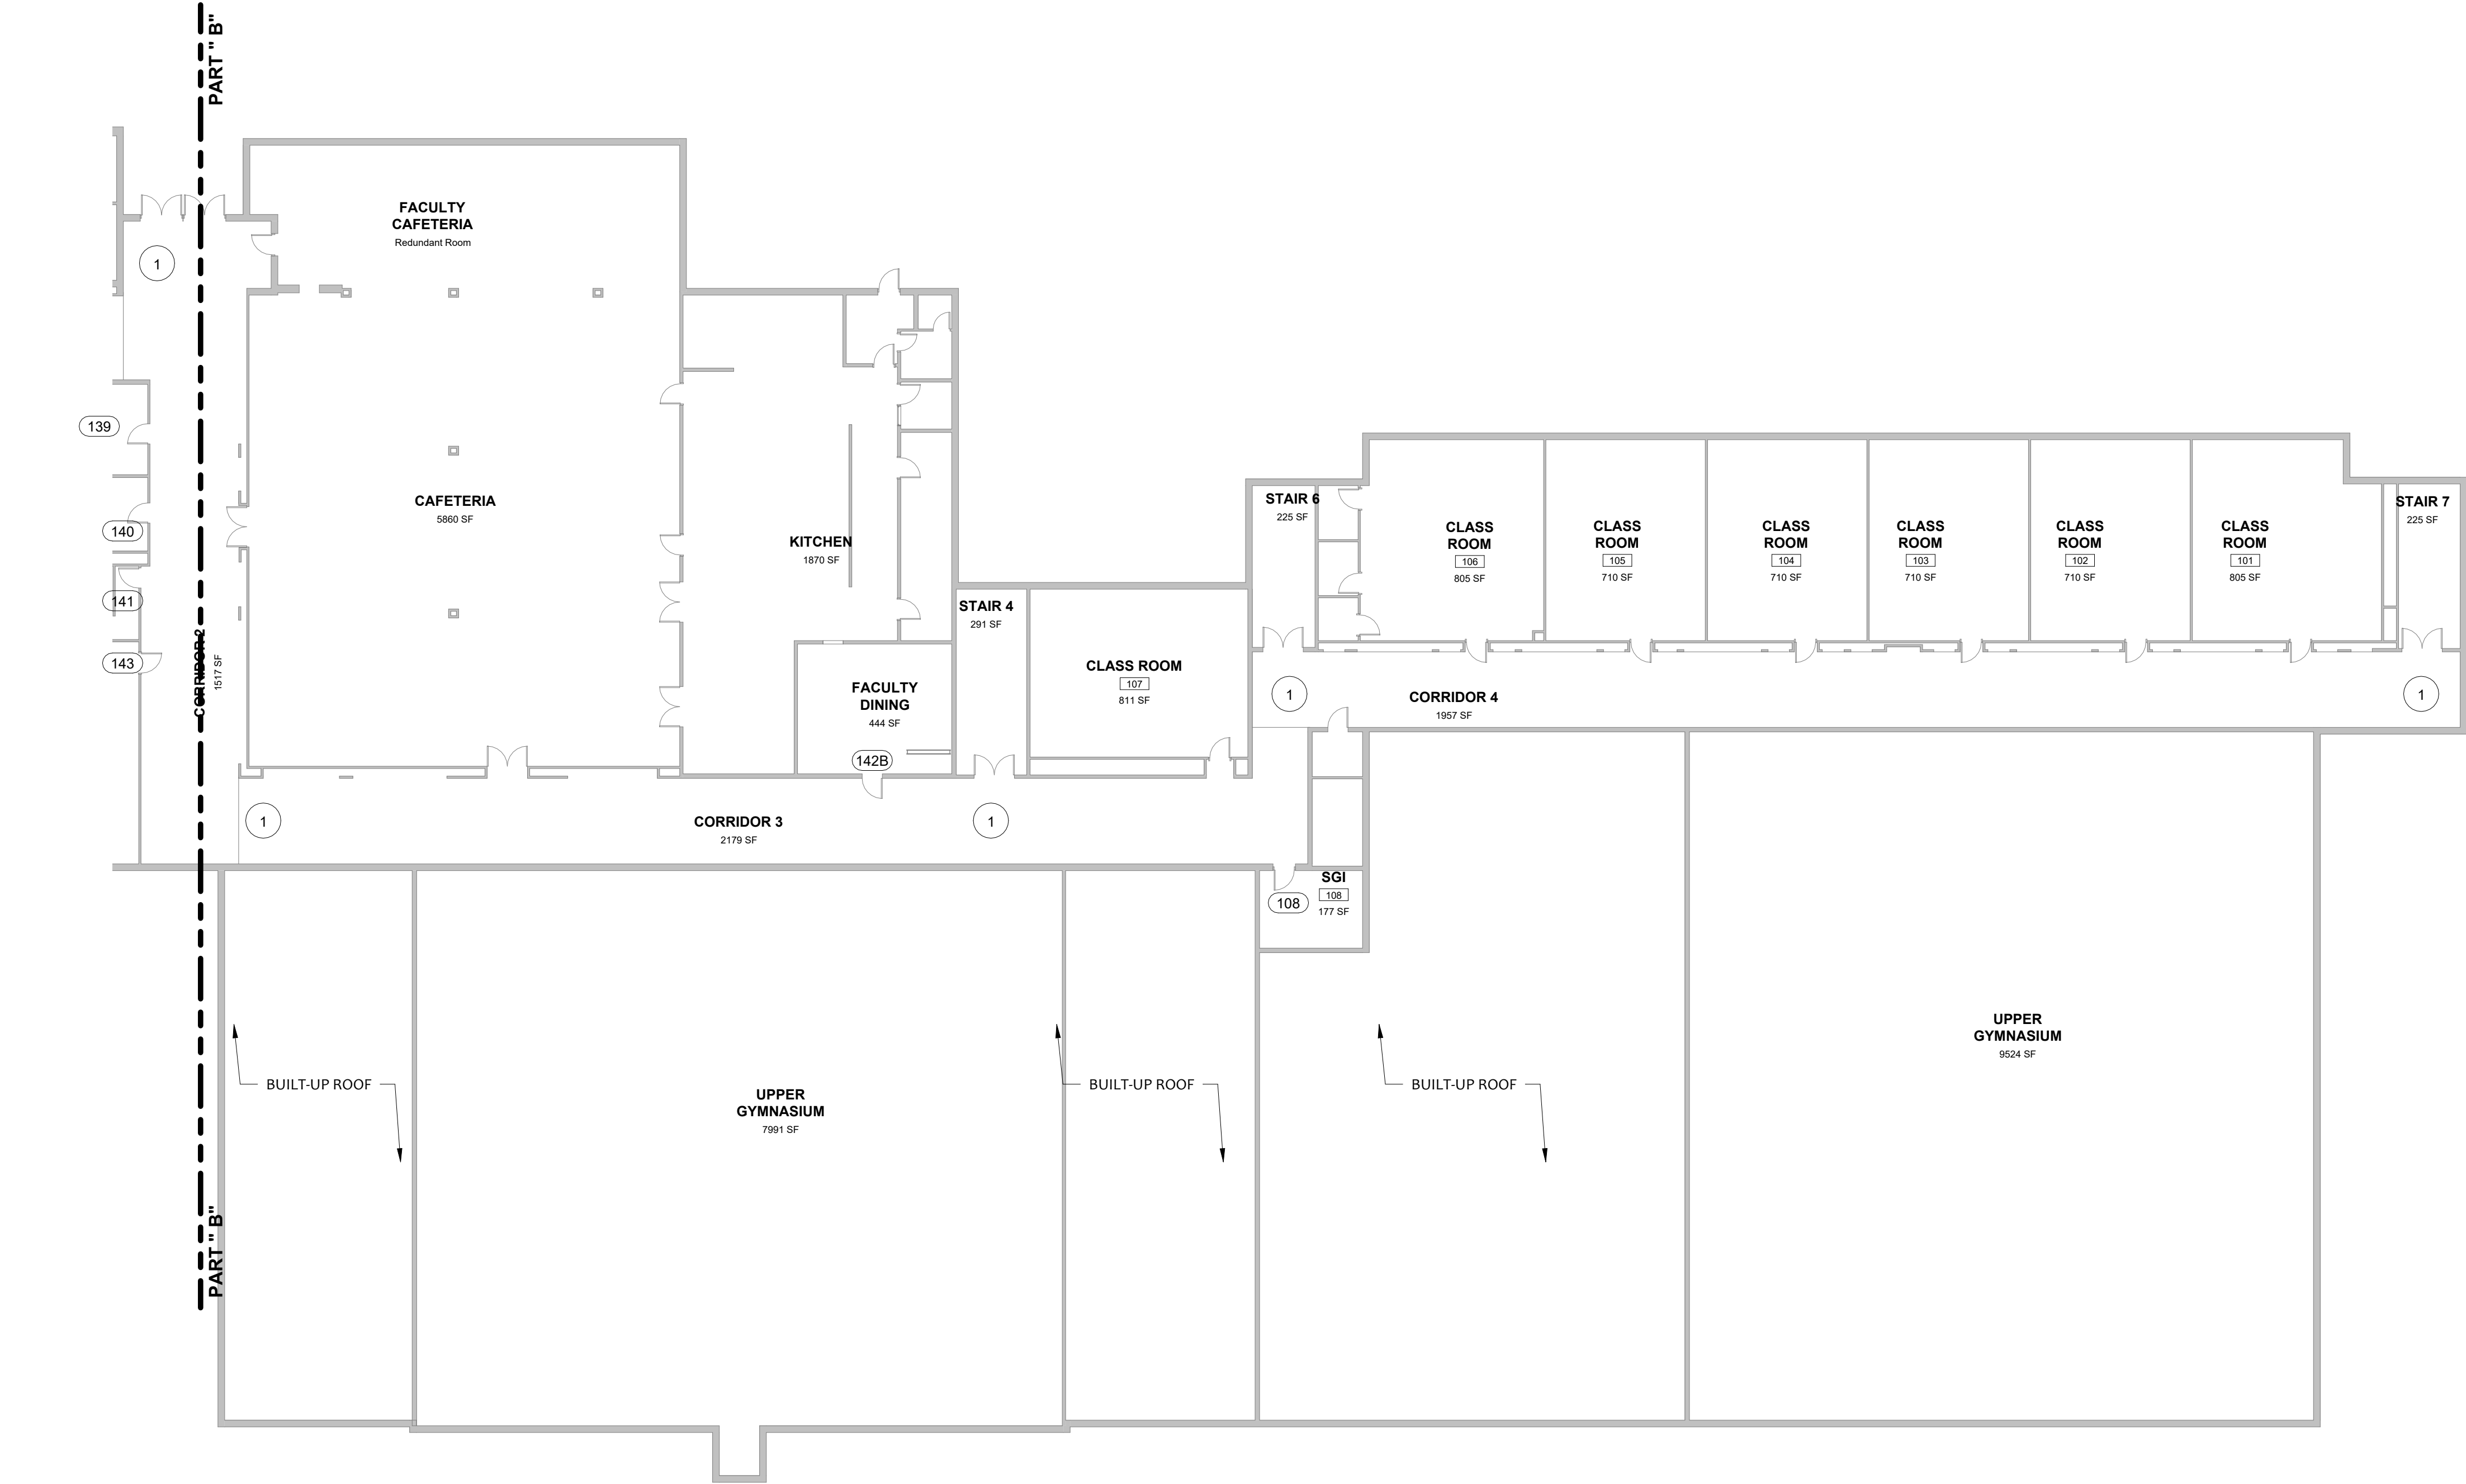 PART " B"
FACULTY
CAFETERIA
Redundant Room
1
139
140
141
143
CORRIDOR 2
1517 SF
CAFETERIA
5860 SF
KITCHEN
1870 SF
FACULTY
DINING
444 SF
142B
STAIR 4
291 SF
CLASS ROOM
107
811 SF
STAIR 6
225 SF
CLASS
ROOM
106
805 SF
CLASS
ROOM
105
710 SF
CLASS
ROOM
104
710 SF
CLASS
ROOM
103
710 SF
CLASS
ROOM
102
710 SF
CLASS
ROOM
101
805 SF
STAIR 7
225 SF
1
CORRIDOR 4
1957 SF
1
1
CORRIDOR 3
2179 SF
1
SGI
108
177 SF
108
BUILT-UP ROOF
UPPER
GYMNASIUM
7991 SF
BUILT-UP ROOF
BUILT-UP ROOF
UPPER
GYMNASIUM
9524 SF
PART " B"